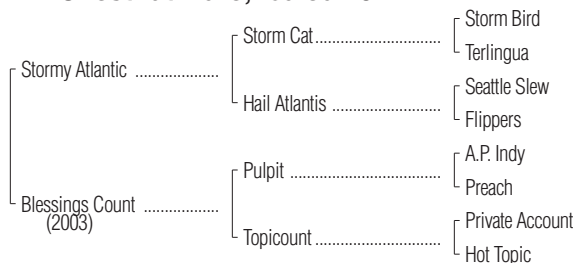 Storm Bird
Storm Cat
Terlingua
Stormy Atlantic
Seattle Slew
Hail Atlantis
Flippers
A.P. Indy
Pulpit
Preach
Blessings Count
(2003)
Private Account
Topicount
Hot Topic